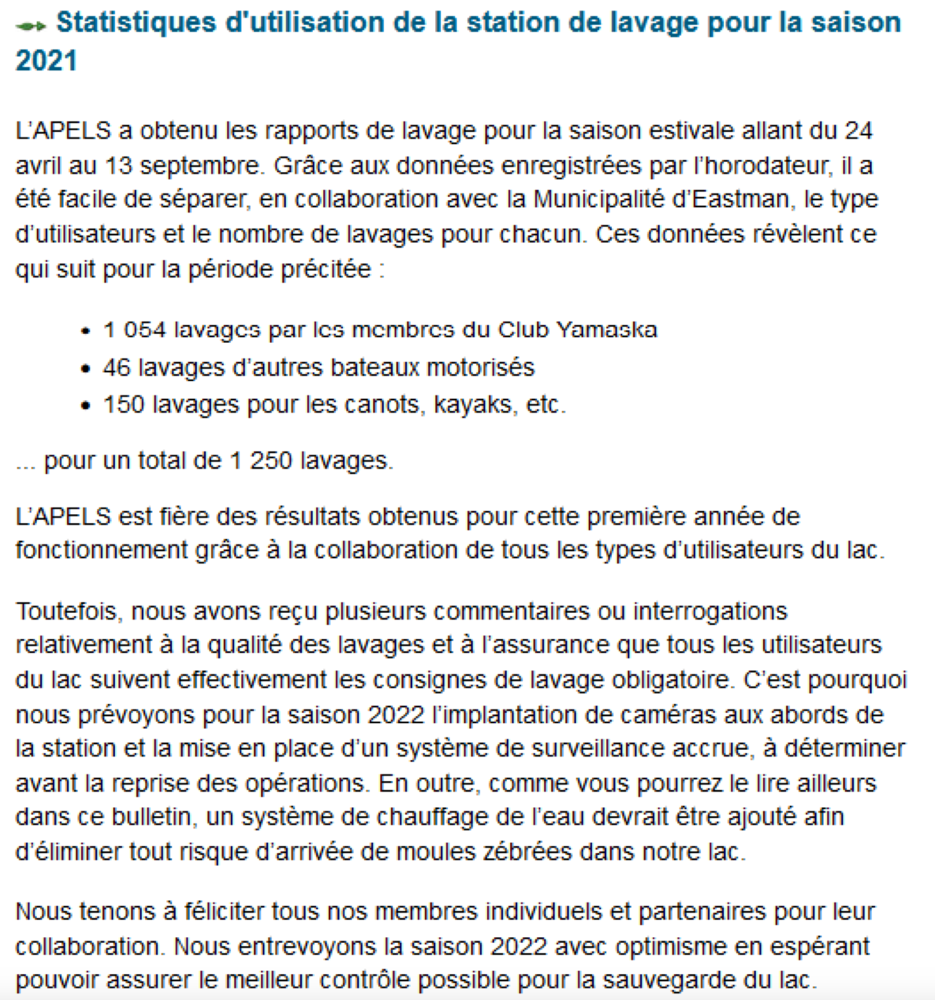 Statistiques d'utilisation de la station de lavage pour la saison
2021
L'APELS a obtenu les rapports de lavage pour la saison estivale allant du 24
avril au 13 septembre. Grâce aux données enregistrées par l'horodateur, il a
été facile de séparer, en collaboration avec la Municipalité d'Eastman, le type
d'utilisateurs et le nombre de lavages pour chacun. Ces données révèlent ce
qui suit pour la période précitée :
• 1 054 lavages par les membres du Club Yamaska
• 46 lavages d'autres bateaux motorisés
• 150 lavages pour les canots, kayaks, etc.
... pour un total de 1 250 lavages.
L'APELS est fière des résultats obtenus pour cette première année de
fonctionnement grâce à la collaboration de tous les types d'utilisateurs du lac.
Toutefois, nous avons reçu plusieurs commentaires ou interrogations
relativement à la qualité des lavages et à l'assurance que tous les utilisateurs
du lac suivent effectivement les consignes de lavage obligatoire. C'est pourquoi
nous prévoyons pour la saison 2022 l'implantation de caméras aux abords de
la station et la mise en place d'un système de surveillance accrue, à déterminer
avant la reprise des opérations. En outre, comme vous pourrez le lire ailleurs
dans ce bulletin, un système de chauffage de l'eau devrait être ajouté afin
d'éliminer tout risque d'arrivée de moules zébrées dans notre lac.
Nous tenons à féliciter tous nos membres individuels et partenaires pour leur
collaboration. Nous entrevoyons la saison 2022 avec optimisme en espérant
pouvoir assurer le meilleur contrôle possible pour la sauvegarde du lac.